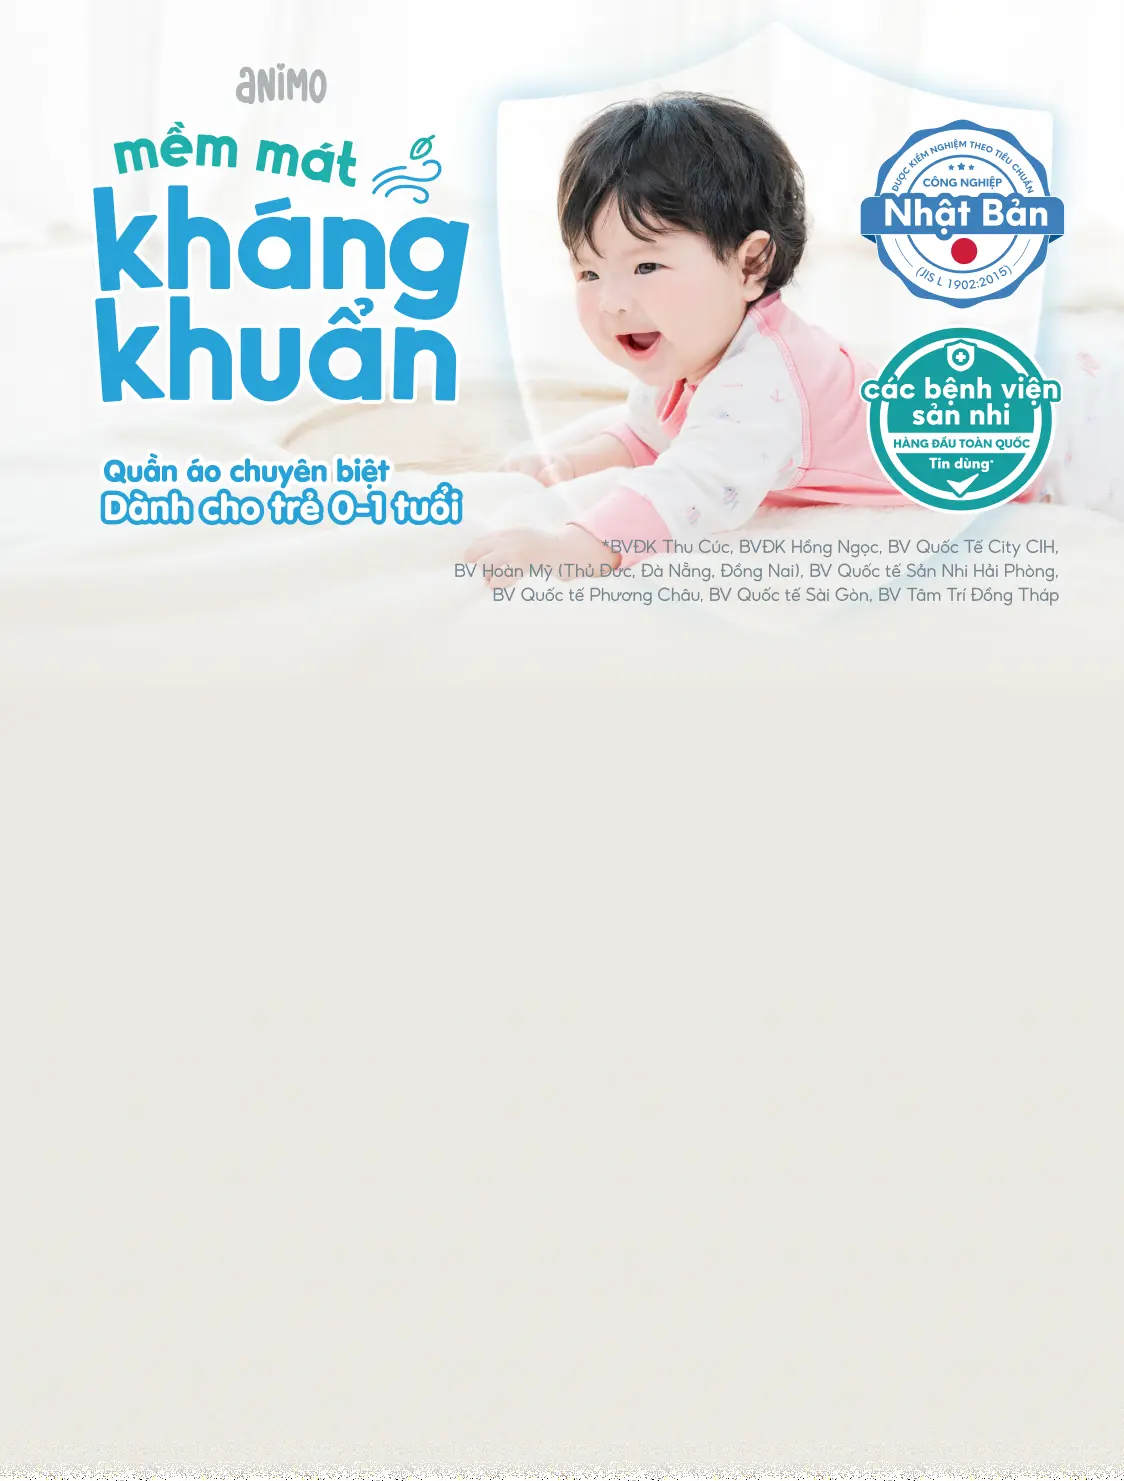 ANIMO
mềm mát
kháng
khuẩn
Quần áo chuyên biệt
Dành cho trẻ 0-1 tuổi
ĐƯỢC KIỂM NGHIỆM THEO TIÊU CHUẨN
CÔNG NGHIỆP
Nhật Bản
(JIS L 1902:2015)
các bệnh viện
sản nhi
HÀNG ĐẦU TOÀN QUỐC
Tin dùng*
*BVĐK Thu Cúc, BVĐK Hồng Ngọc, BV Quốc Tế City CIH,
BV Hoàn Mỹ (Thủ Đức, Đà Nẵng, Đồng Nai), BV Quốc tế Sản Nhi Hải Phòng,
BV Quốc tế Phương Châu, BV Quốc tế Sài Gòn, BV Tâm Trí Đồng Tháp